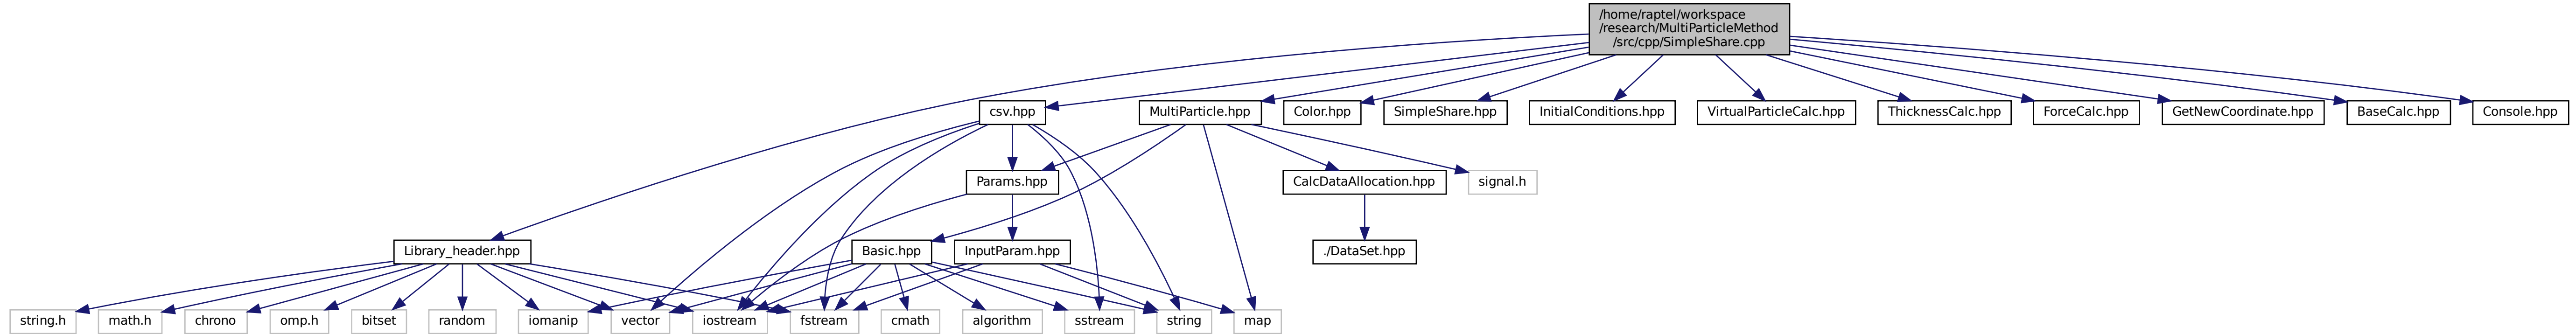 /home/raptel/workspace
/research/MultiParticleMethod
/src/cpp/SimpleShare.cpp
csv.hpp
MultiParticle.hpp
Color.hpp
SimpleShare.hpp
InitialConditions.hpp
VirtualParticleCalc.hpp
ThicknessCalc.hpp
ForceCalc.hpp
GetNewCoordinate.hpp
BaseCalc.hpp
Console.hpp
Params.hpp
CalcDataAllocation.hpp
signal.h
Library_header.hpp
Basic.hpp
InputParam.hpp
./DataSet.hpp
string.h
math.h
chrono
omp.h
bitset
random
iomanip
vector
iostream
fstream
cmath
algorithm
sstream
string
map